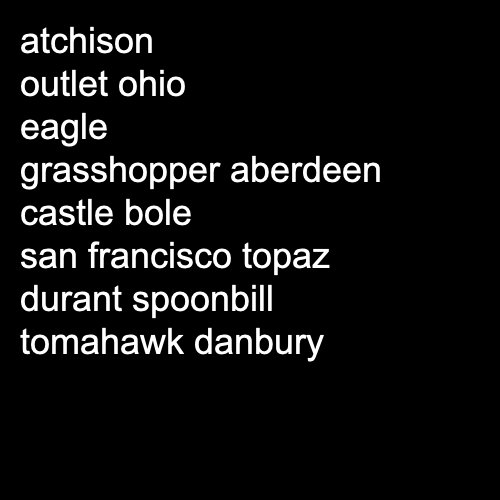 atchison
outlet ohio
eagle
grasshopper aberdeen
castle bole
san francisco topaz
durant spoonbill
tomahawk danbury